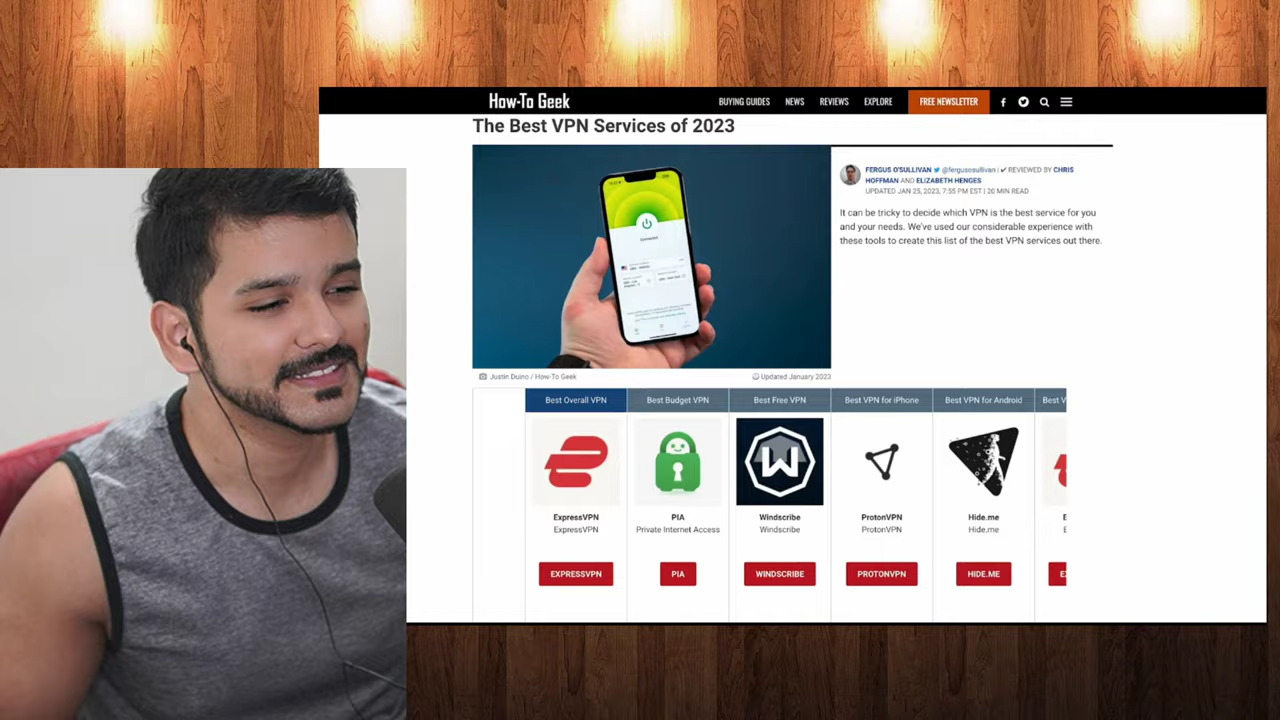 How-To Geek
BUYING GUIDES NEWS REVIEWS EXPLORE FREE NEWSLETTER
The Best VPN Services of 2023
FERGUS O'SULLIVAN @fergusosullivan | ✔ REVIEWED BY CHRIS
HOFFMAN AND ELIZABETH HENGES
UPDATED JAN 25, 2023, 7:55 PM EST | 20 MIN READ
It can be tricky to decide which VPN is the best service for you
and your needs. We've used our considerable experience with
these tools to create this list of the best VPN services out there.
Connected
Justin Duino / How-To Geek
Updated January 2023
Best Overall VPN Best Budget VPN Best Free VPN Best VPN for iPhone Best VPN for Android Best V
W
ExpressVPN PIA Windscribe ProtonVPN Hide.me E
ExpressVPN Private Internet Access Windscribe ProtonVPN Hide.me E
EXPRESSVPN PIA WINDSCRIBE PROTONVPN HIDE.ME E